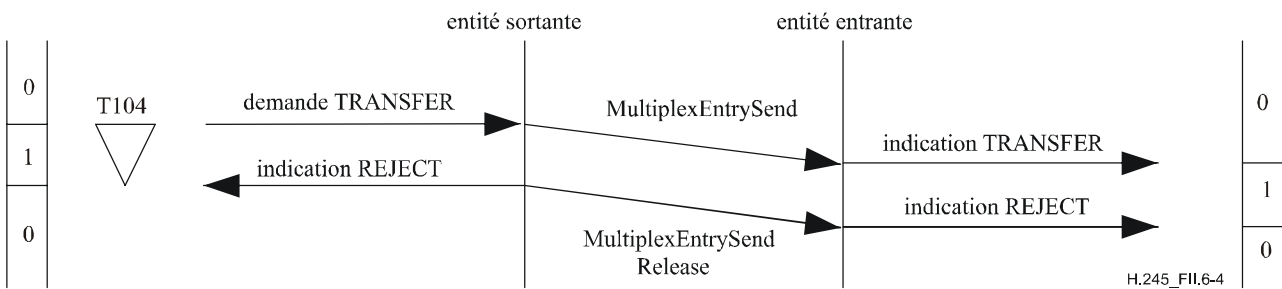 entité sortante
entité entrante
0
T104
demande TRANSFER
MultiplexEntrySend
0
1
indication TRANSFER
indication REJECT
1
indication REJECT
0
MultiplexEntrySend
Release
0
H.245_FII.6-4